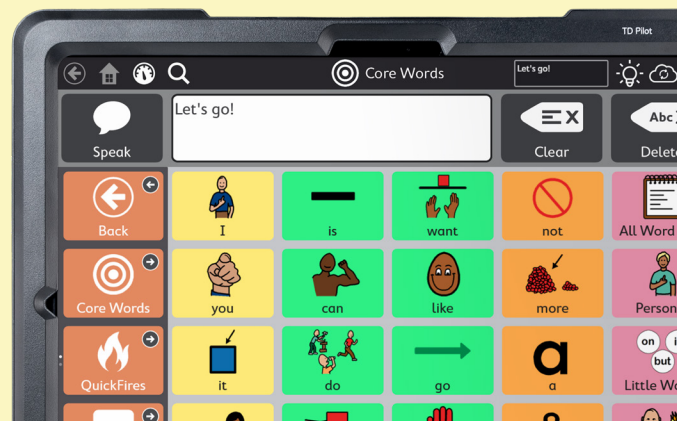 TD Pilot
Core Words
Let's go!
Let's go!
Abc
Speak
Clear
Delete
Back
I
is
want
not
All Word
Core Words
you
can
like
more
Person
on
but
QuickFires
it
do
go
a
a
Little Wo